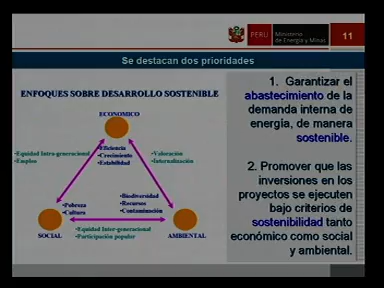 PERU Ministerio de Energía y Minas 11
Se destacan dos prioridades
ENFOQUES SOBRE DESARROLLO SOSTENIBLE
ECONOMICO
•Eficiencia
•Crecimiento
•Estabilidad
•Equidad Intra-generacional
•Empleo
•Valoración
•Internalización
•Pobreza
•Cultura
•Biodiversidad
•Recursos
•Contaminación
SOCIAL
AMBIENTAL
•Equidad Inter-generacional
•Participación popular
1. Garantizar el
abastecimiento de la
demanda interna de
energía, de manera
sostenible.
2. Promover que las
inversiones en los
proyectos se ejecuten
bajo criterios de
sostenibilidad tanto
económico como social
y ambiental.